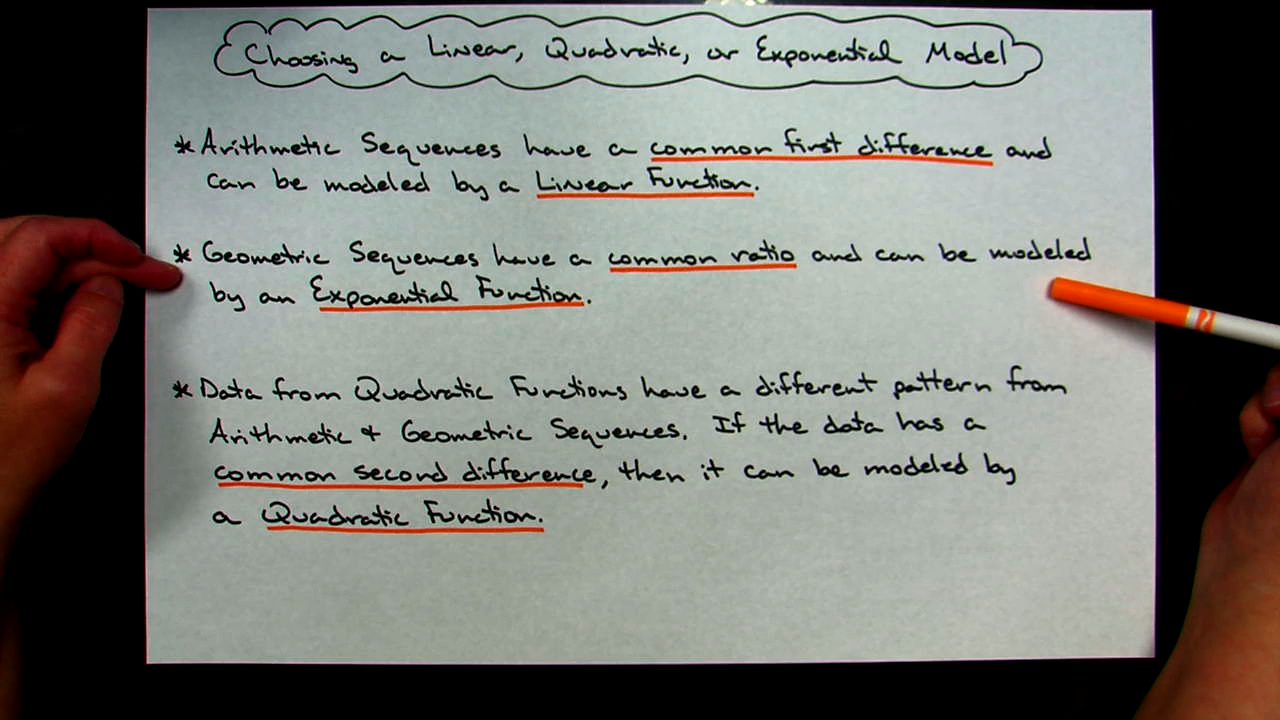 Choosing a Linear, Quadratic, or Exponential Model
* Arithmetic Sequences have a common first difference and
can be modeled by a Linear Function.
* Geometric Sequences have a common ratio and can be modeled
by an Exponential Function.
* Data from Quadratic Functions have a different pattern from
Arithmetic + Geometric Sequences. If the data has a
common second difference, then it can be modeled by
a Quadratic Function.